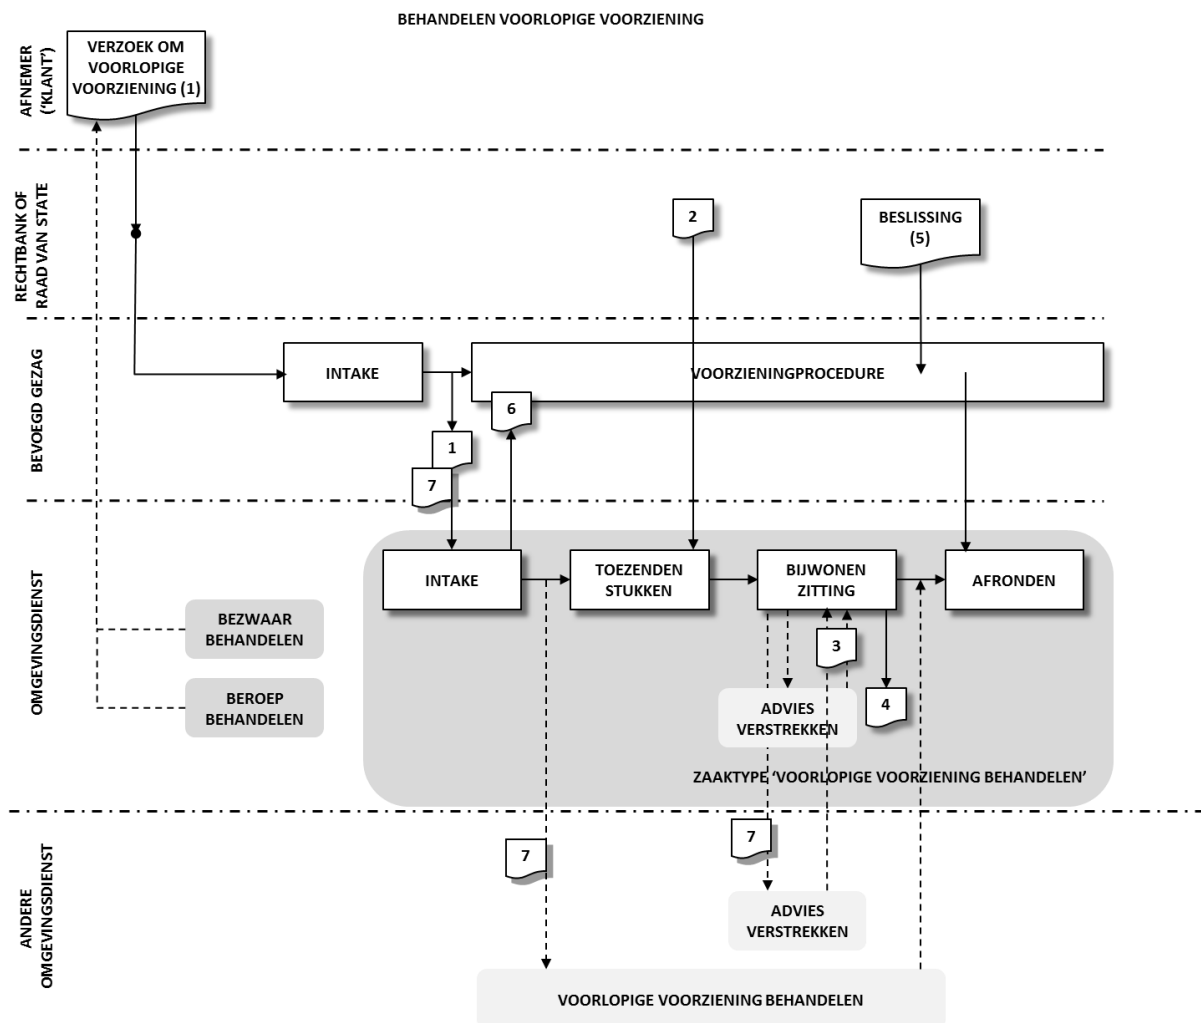 BEHANDELEN VOORLOPIGE VOORZIENING
AFNEMER
('KLANT')
VERZOEK OM
VOORLOPIGE
VOORZIENING (1)
RECHTBANK OF
RAAD VAN STATE
2
BESLISSING
(5)
BEVOEGD GEZAG
INTAKE
VOORZIENINGPROCEDURE
6
1
7
OMGEVINGSDIENST
INTAKE
TOEZENDEN
STUKKEN
BIJWONEN
ZITTING
AFRONDEN
BEZWAAR
BEHANDELEN
3
BEROEP
BEHANDELEN
ADVIES
VERSTREKKEN
4
ZAAKTYPE ‘VOORLOPIGE VOORZIENING BEHANDELEN’
ANDERE
OMGEVINGSDIENST
7
7
ADVIES
VERSTREKKEN
VOORLOPIGE VOORZIENING BEHANDELEN